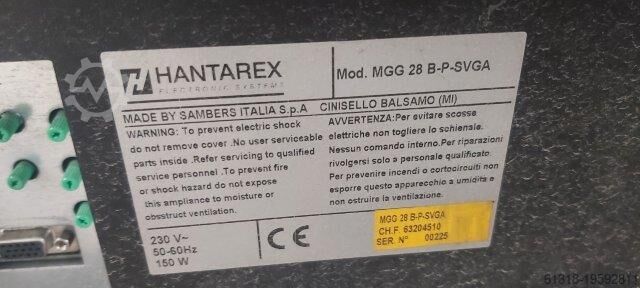 HANTAREX
ELECTRONIC SYSTEMS
Mod. MGG 28 B-P-SVGA
MADE BY SAMBERS ITALIA S.p.A CINISELLO BALSAMO (MI)
WARNING: To prevent electric shock
do not remove cover .No user serviceable
parts inside .Refer servicing to qualified
service personnel .To prevent fire
or shock hazard do not expose
this appliance to moisture or
obsstruct ventilation.
AVVERTENZA:Per evitare scosse
elettriche non togliere lo schienale.
Nessun comando interno.Per riparazioni
rivolgersi solo a personale qualificato.
Per prevenire incendi o cortocircuiti non
esporre questo apparecchio a umidita e
non ostruire la ventilazione.
230 V~
50-60Hz
150 W
CE
MGG 28 B-P-SVGA
CH.F. 63204510
SER. N° 00225
61318-19592811